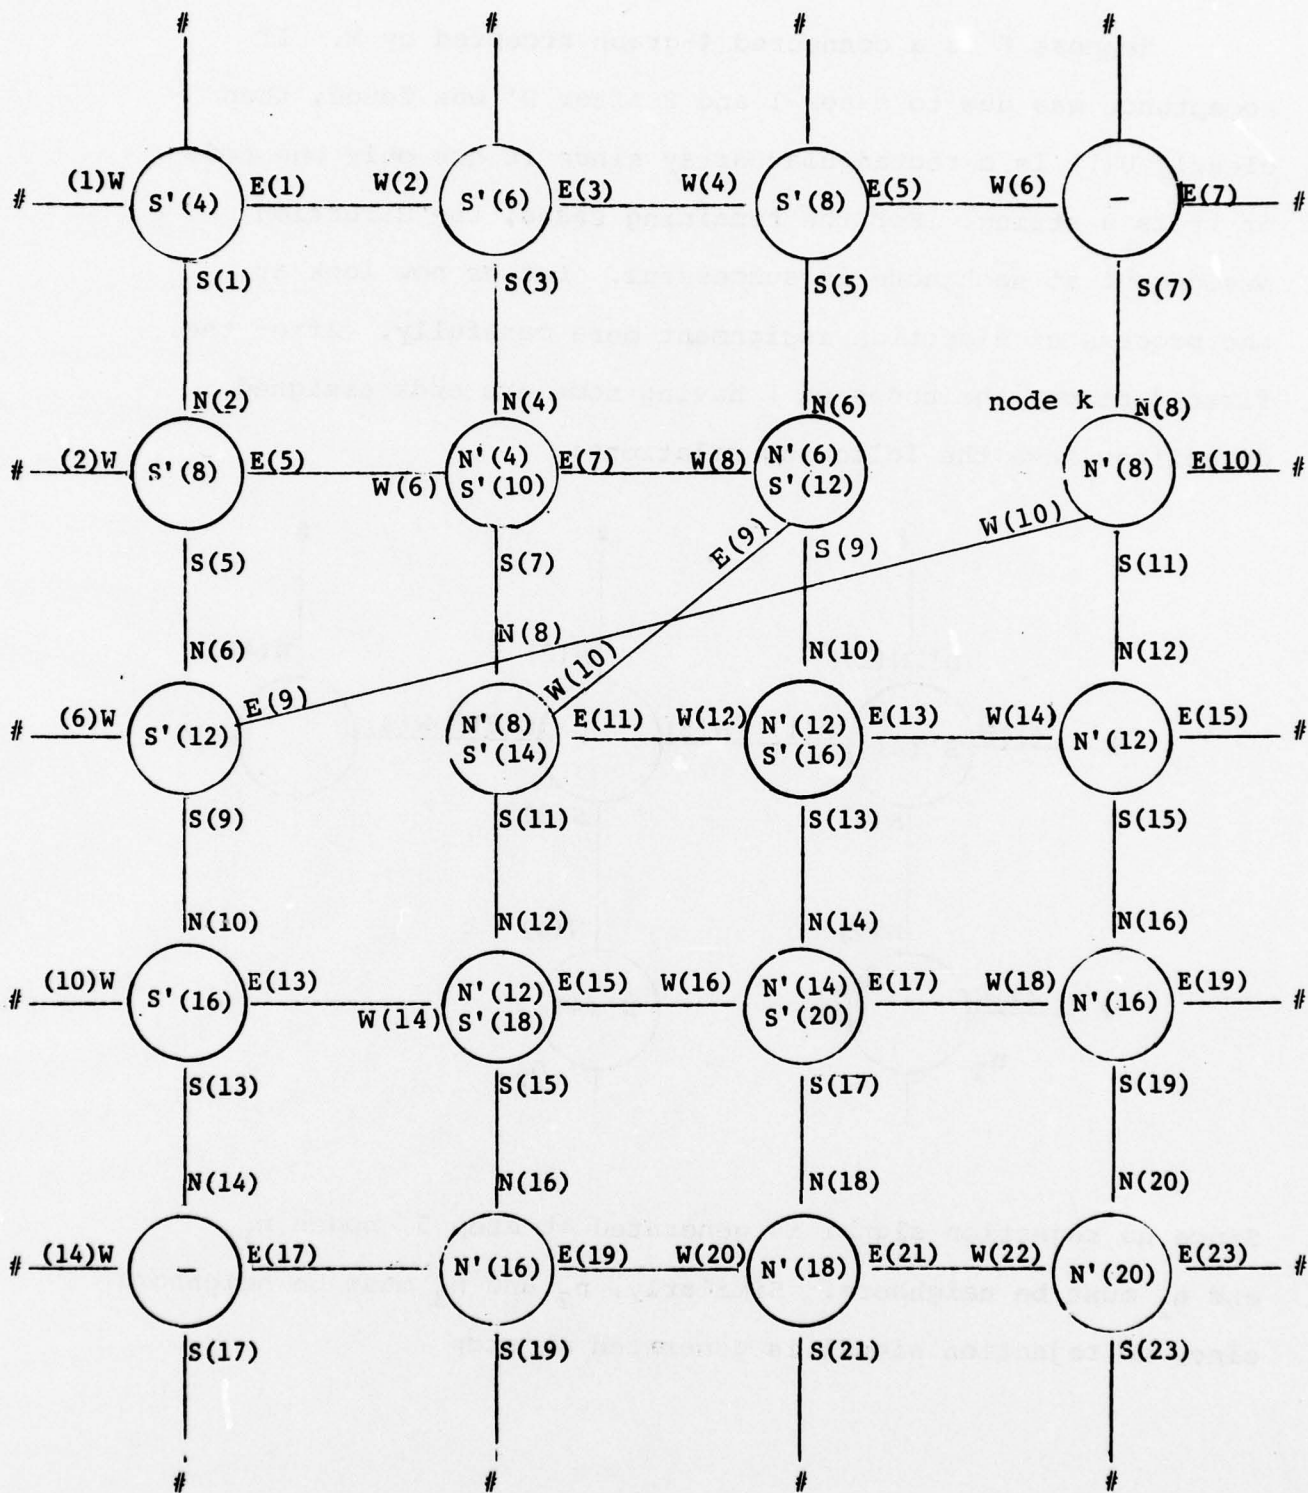 # # # #
# (1)W S'(4) E(1) W(2) S'(6) E(3) W(4) S'(8) E(5) W(6) – E(7) #
S(1) S(3) S(5) S(7)
N(2) N(4) N(6) node k N(8)
# (2)W S'(8) E(5) W(6) N'(4) E(7) W(8) N'(6) N'(8) E(10) #
S'(10) S'(12)
E(9) W(10)
S(5) S(7) S(9) S(11)
N(6) N(8) N(10) N(12)
E(9) W(10)
# (6)W S'(12) N'(8) E(11) W(12) N'(12) E(13) W(14) N'(12) E(15) #
S'(14) S'(16)
S(9) S(11) S(13) S(15)
N(10) N(12) N(14) N(16)
# (10)W S'(16) E(13) W(14) N'(12) E(15) W(16) N'(14) E(17) W(18) N'(16) E(19) #
S'(18) S'(20)
S(13) S(15) S(17) S(19)
N(14) N(16) N(18) N(20)
# (14)W – E(17) N'(16) E(19) W(20) N'(18) E(21) W(22) N'(20) E(23) #
S(17) S(19) S(21) S(23)
# # # #